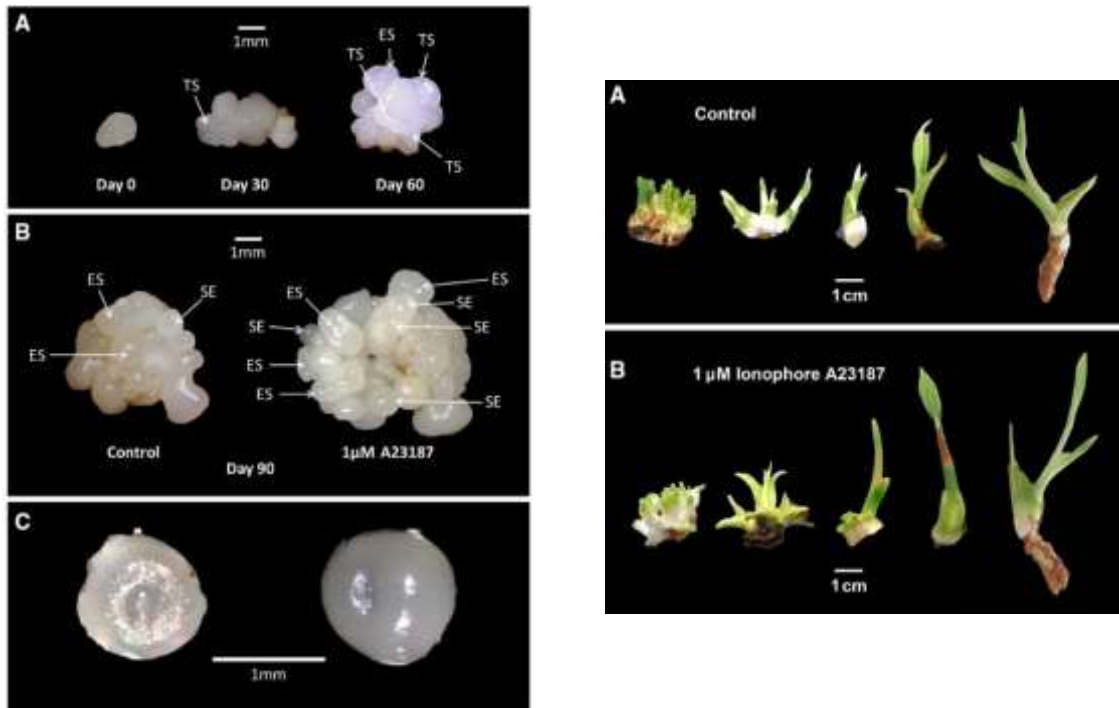 A
1mm
TS
ES
TS
TS
TS
Day 0
Day 30
Day 60
B
1mm
ES
SE
ES
ES
SE
SE
ES
ES
ES
SE
SE
Control
1µM A23187
Day 90
C
1mm
A
Control
1 cm
B
1 µM Ionophore A23187
1 cm